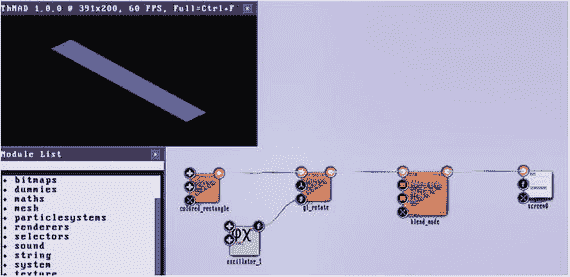 ThMAD 1.0.0 @ 391x200, 60 FPS, Full=Ctrl+F
Module List
+ bitmaps
+ dummies
+ maths
+ mesh
+ particlesystems
+ renderers
+ selectors
+ sound
+ string
+ system
+ texture
colored_rectangle
gl_rotate
blend_mode
screen0
oscillator_1